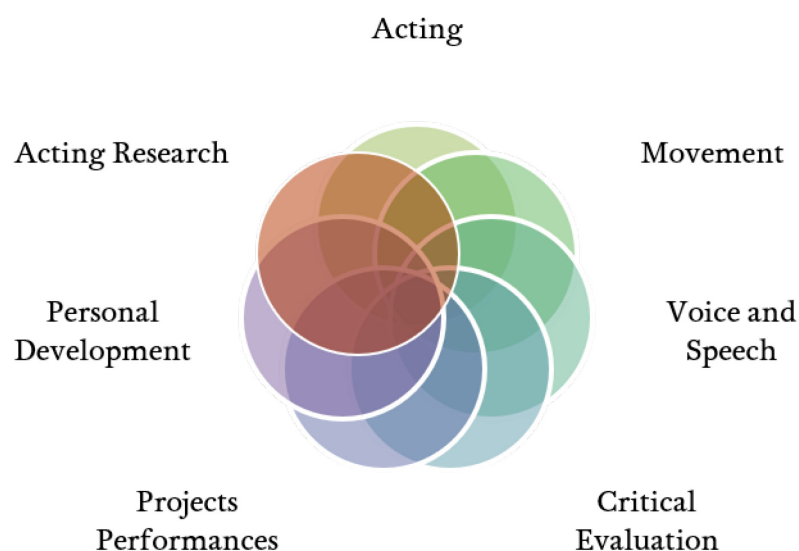 Acting
Acting Research
Movement
Personal
Development
Voice and
Speech
Projects
Performances
Critical
Evaluation